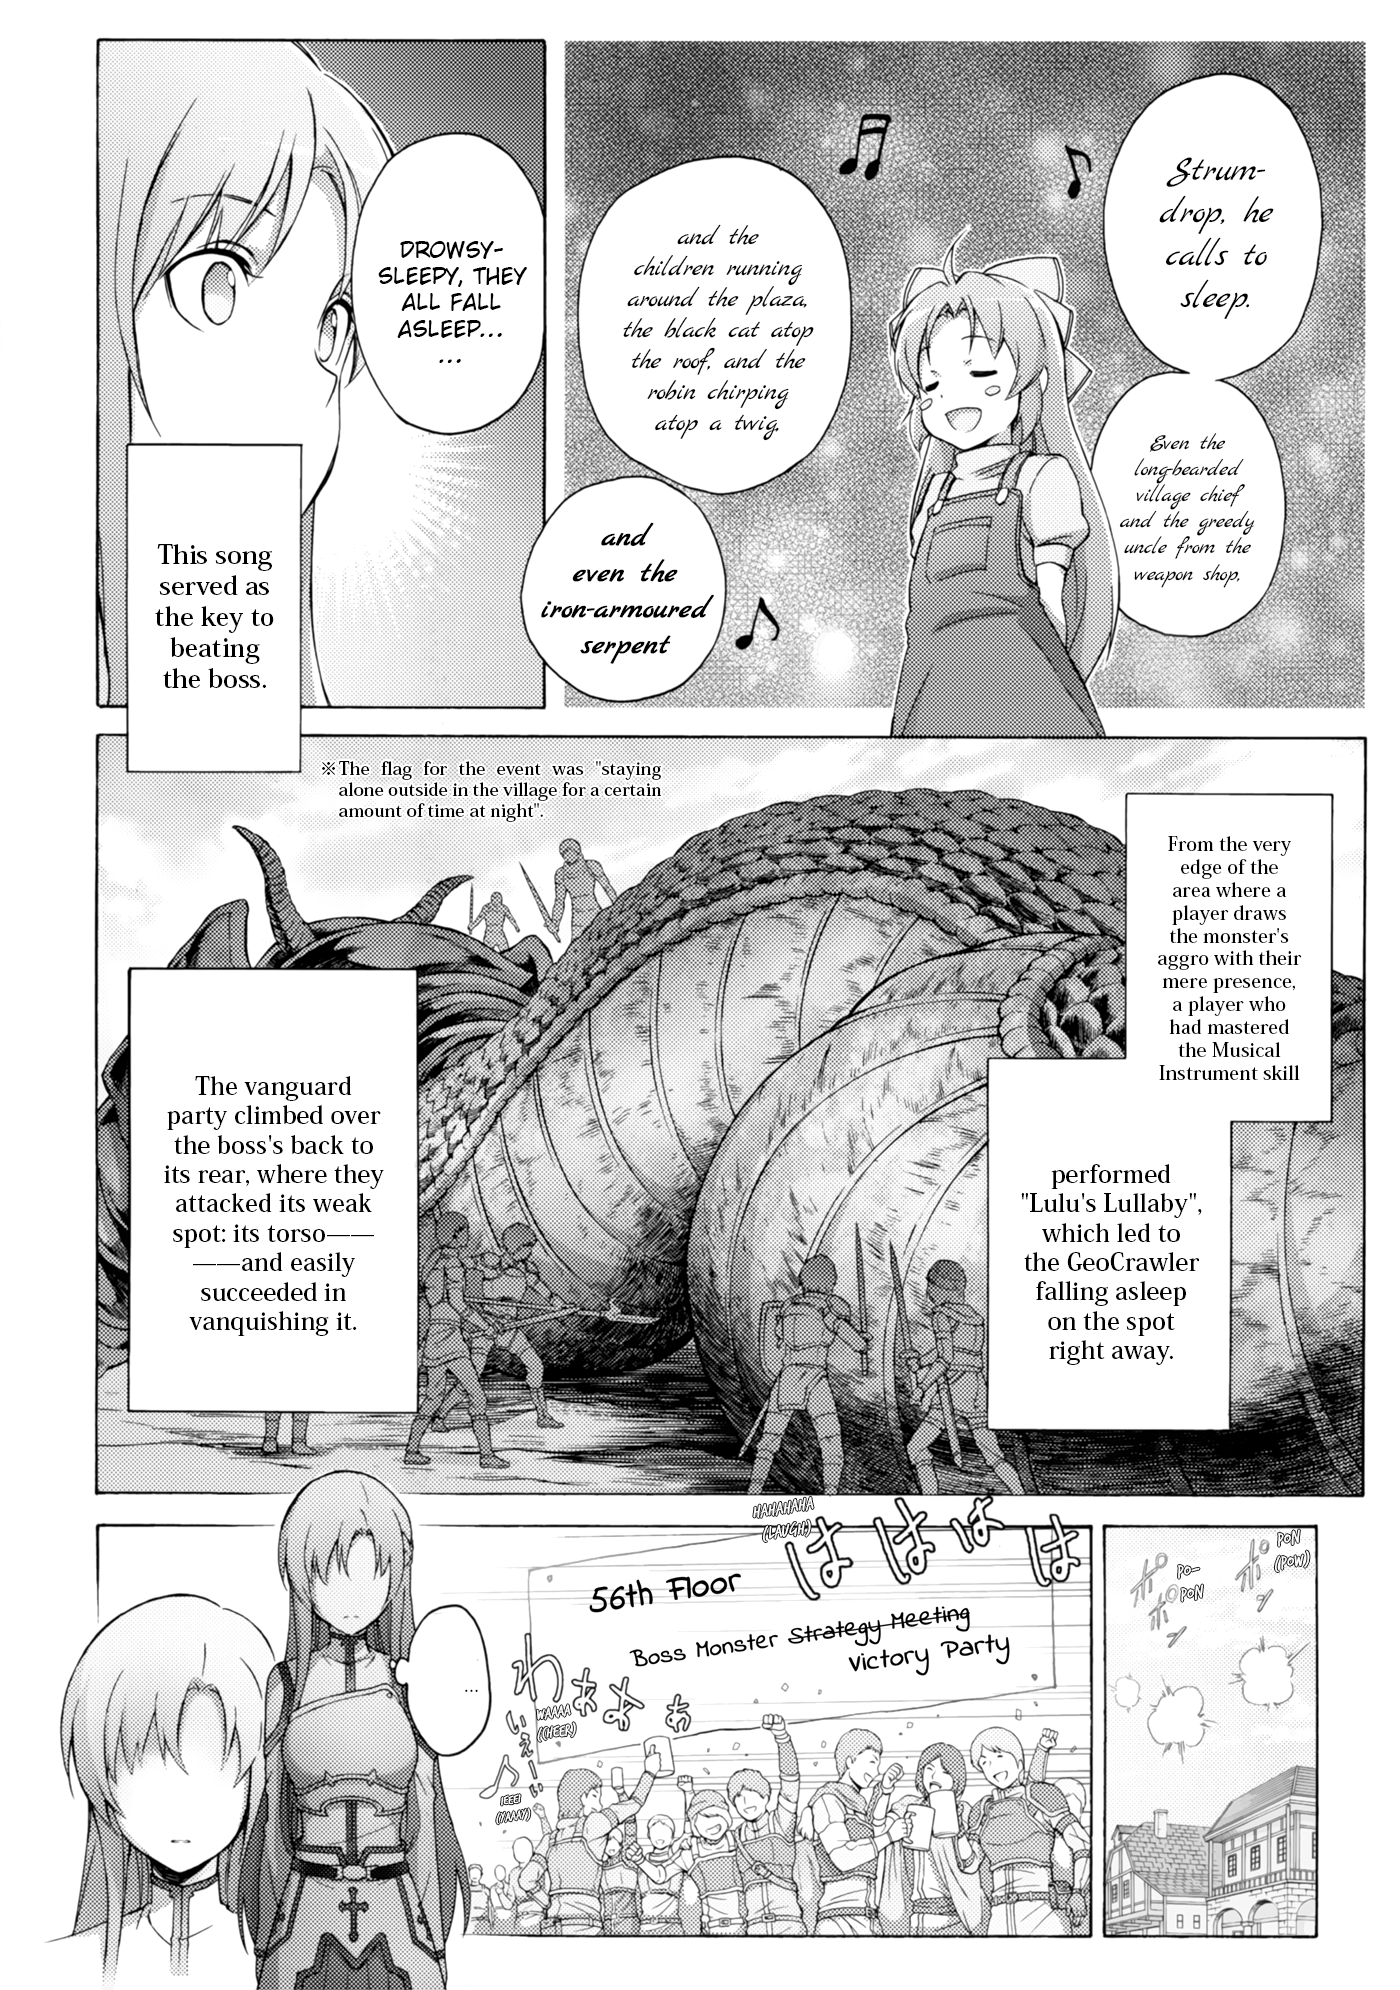 Strum-
drop, he
calls to
sleep.
Even the
long-bearded
village chief
and the greedy
uncle from the
weapon shop,
and the
children running
around the plaza,
the black cat atop
the roof, and the
robin chirping
atop a twig,
and
even the
iron-armoured
serpent
DROWSY-
SLEEPY, THEY
ALL FALL
ASLEEP...
...
This song
served as
the key to
beating
the boss.
※The flag for the event was "staying
alone outside in the village for a certain
amount of time at night".
From the very
edge of the
area where a
player draws
the monster's
aggro with their
mere presence,
a player who
had mastered
the Musical
Instrument skill
performed
"Lulu's Lullaby",
which led to
the GeoCrawler
falling asleep
on the spot
right away.
The vanguard
party climbed over
the boss's back to
its rear, where they
attacked its weak
spot: its torso——
——and easily
succeeded in
vanquishing it.
ポン
PON
(POW)
ポポン
PO-
PON
HAHAHAHA
(LAUGH)
はははは
56th Floor
Boss Monster Strategy Meeting
Victory Party
わぁぁぁ
WAAAA
(CHEER)
いぇーい♪
IEEEI
(YAAAY)
...